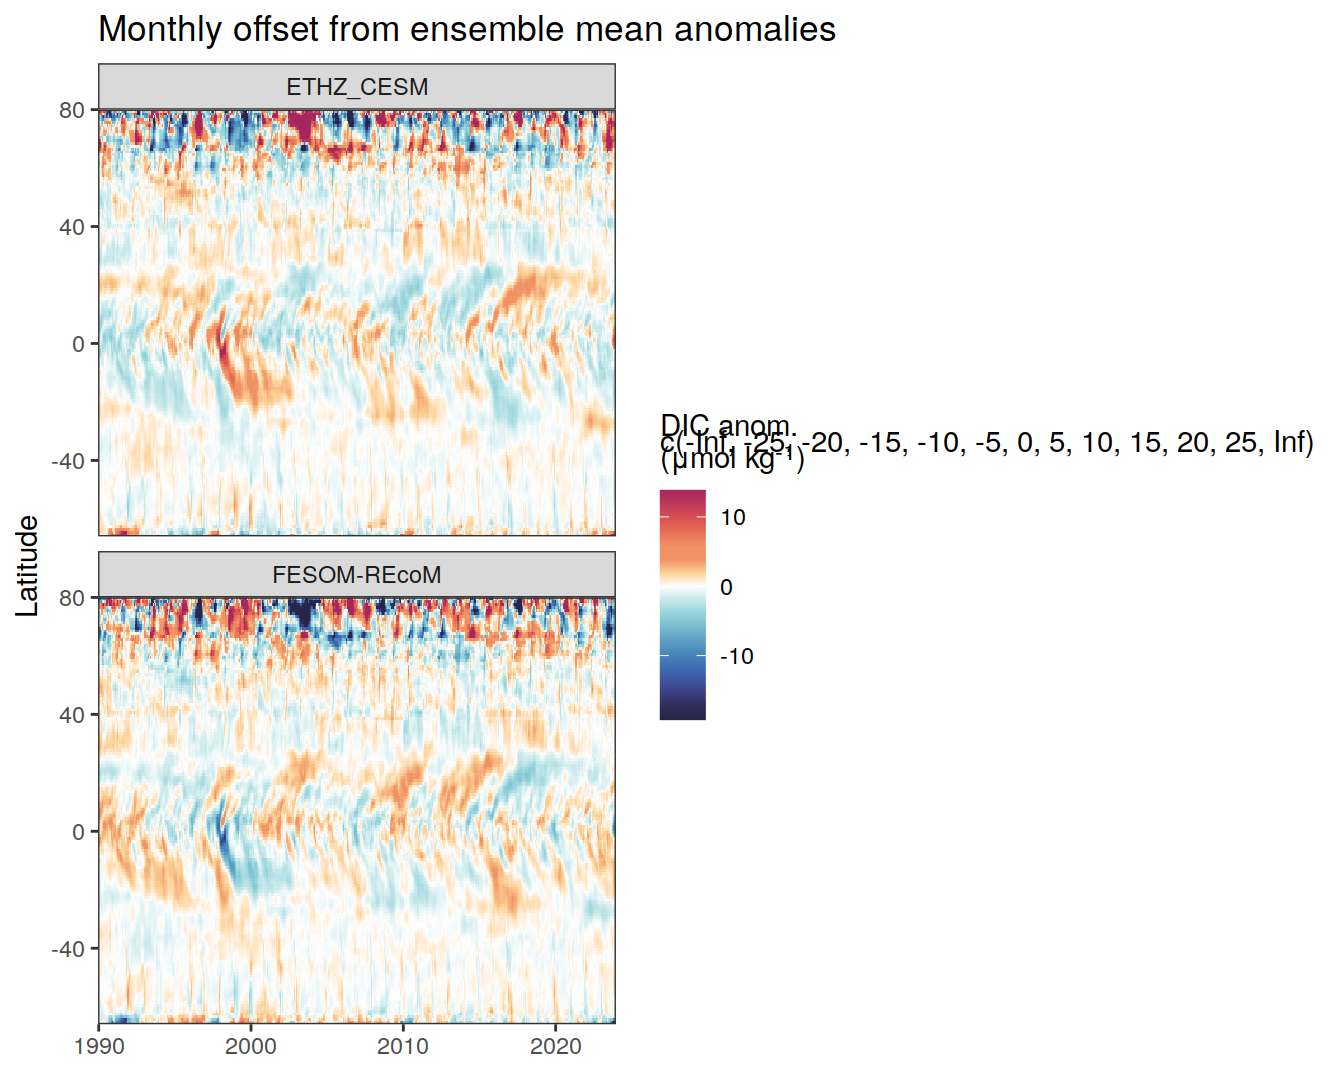 Monthly offset from ensemble mean anomalies
ETHZ_CESM
80
40
0
-40
Latitude
FESOM-REcoM
80
40
0
-40
1990 2000 2010 2020
DIC anom.
c(-Inf, -25, -20, -15, -10, -5, 0, 5, 10, 15, 20, 25, Inf)
(µmol kg⁻¹)
10
0
-10